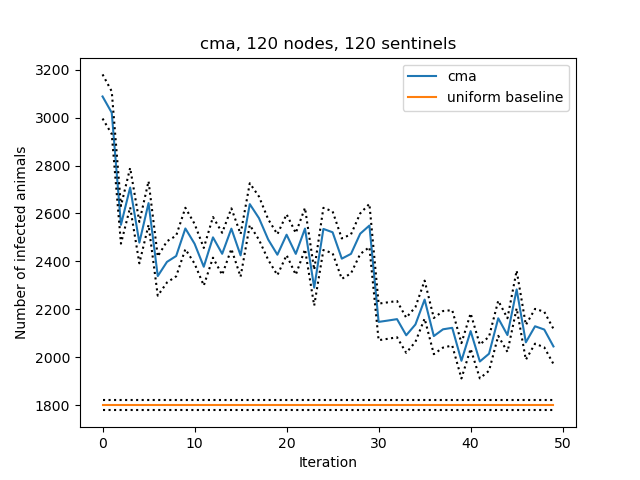 cma, 120 nodes, 120 sentinels
cma
uniform baseline
Number of infected animals
3200
3000
2800
2600
2400
2200
2000
1800
0 10 20 30 40 50
Iteration